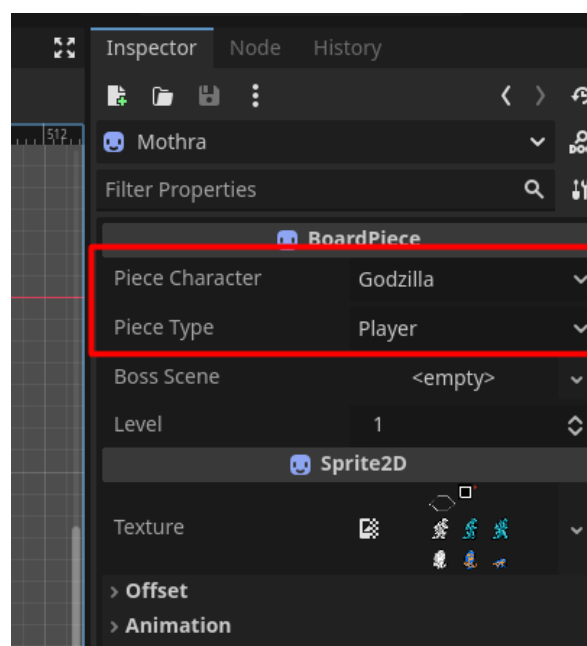 Inspector Node History
512
Mothra
Filter Properties
BoardPiece
Piece Character Godzilla
Piece Type Player
Boss Scene <empty>
Level 1
Sprite2D
Texture
> Offset
> Animation